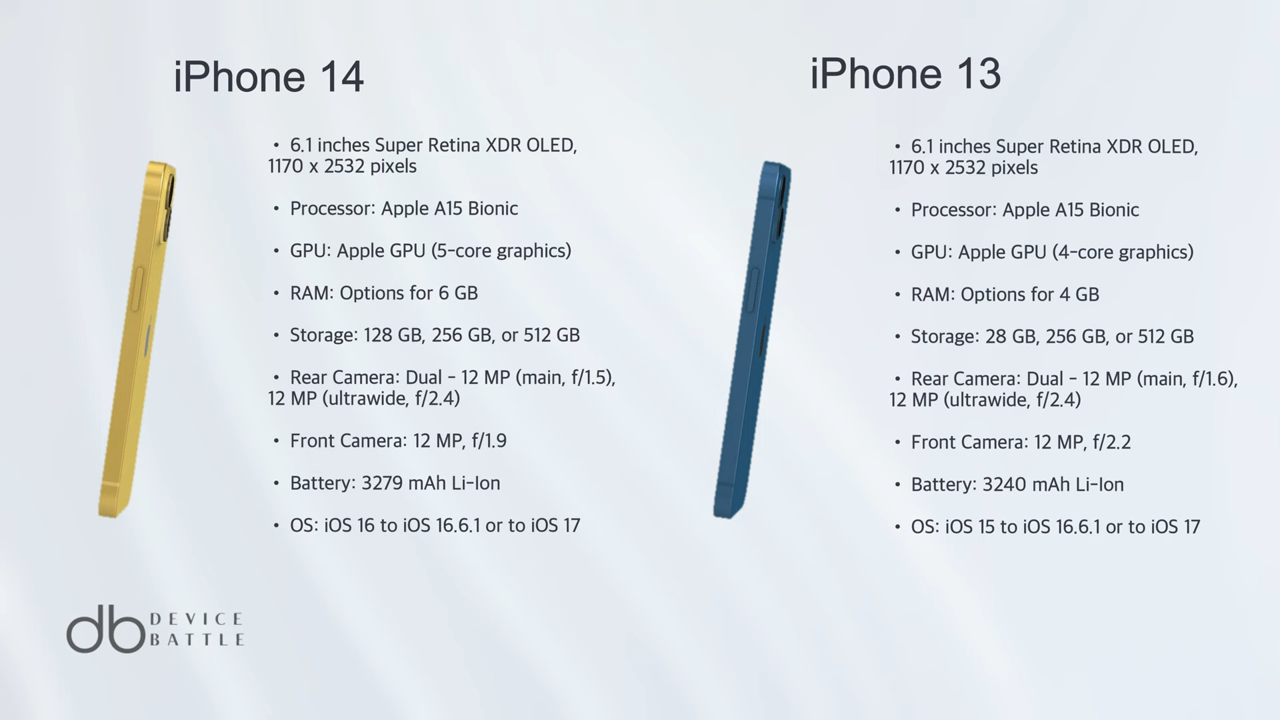 iPhone 14
• 6.1 inches Super Retina XDR OLED,
1170 x 2532 pixels
• Processor: Apple A15 Bionic
• GPU: Apple GPU (5-core graphics)
• RAM: Options for 6 GB
• Storage: 128 GB, 256 GB, or 512 GB
• Rear Camera: Dual - 12 MP (main, f/1.5),
12 MP (ultrawide, f/2.4)
• Front Camera: 12 MP, f/1.9
• Battery: 3279 mAh Li-Ion
• OS: iOS 16 to iOS 16.6.1 or to iOS 17
iPhone 13
• 6.1 inches Super Retina XDR OLED,
1170 x 2532 pixels
• Processor: Apple A15 Bionic
• GPU: Apple GPU (4-core graphics)
• RAM: Options for 4 GB
• Storage: 28 GB, 256 GB, or 512 GB
• Rear Camera: Dual - 12 MP (main, f/1.6),
12 MP (ultrawide, f/2.4)
• Front Camera: 12 MP, f/2.2
• Battery: 3240 mAh Li-Ion
• OS: iOS 15 to iOS 16.6.1 or to iOS 17
db DEVICE
BATTLE